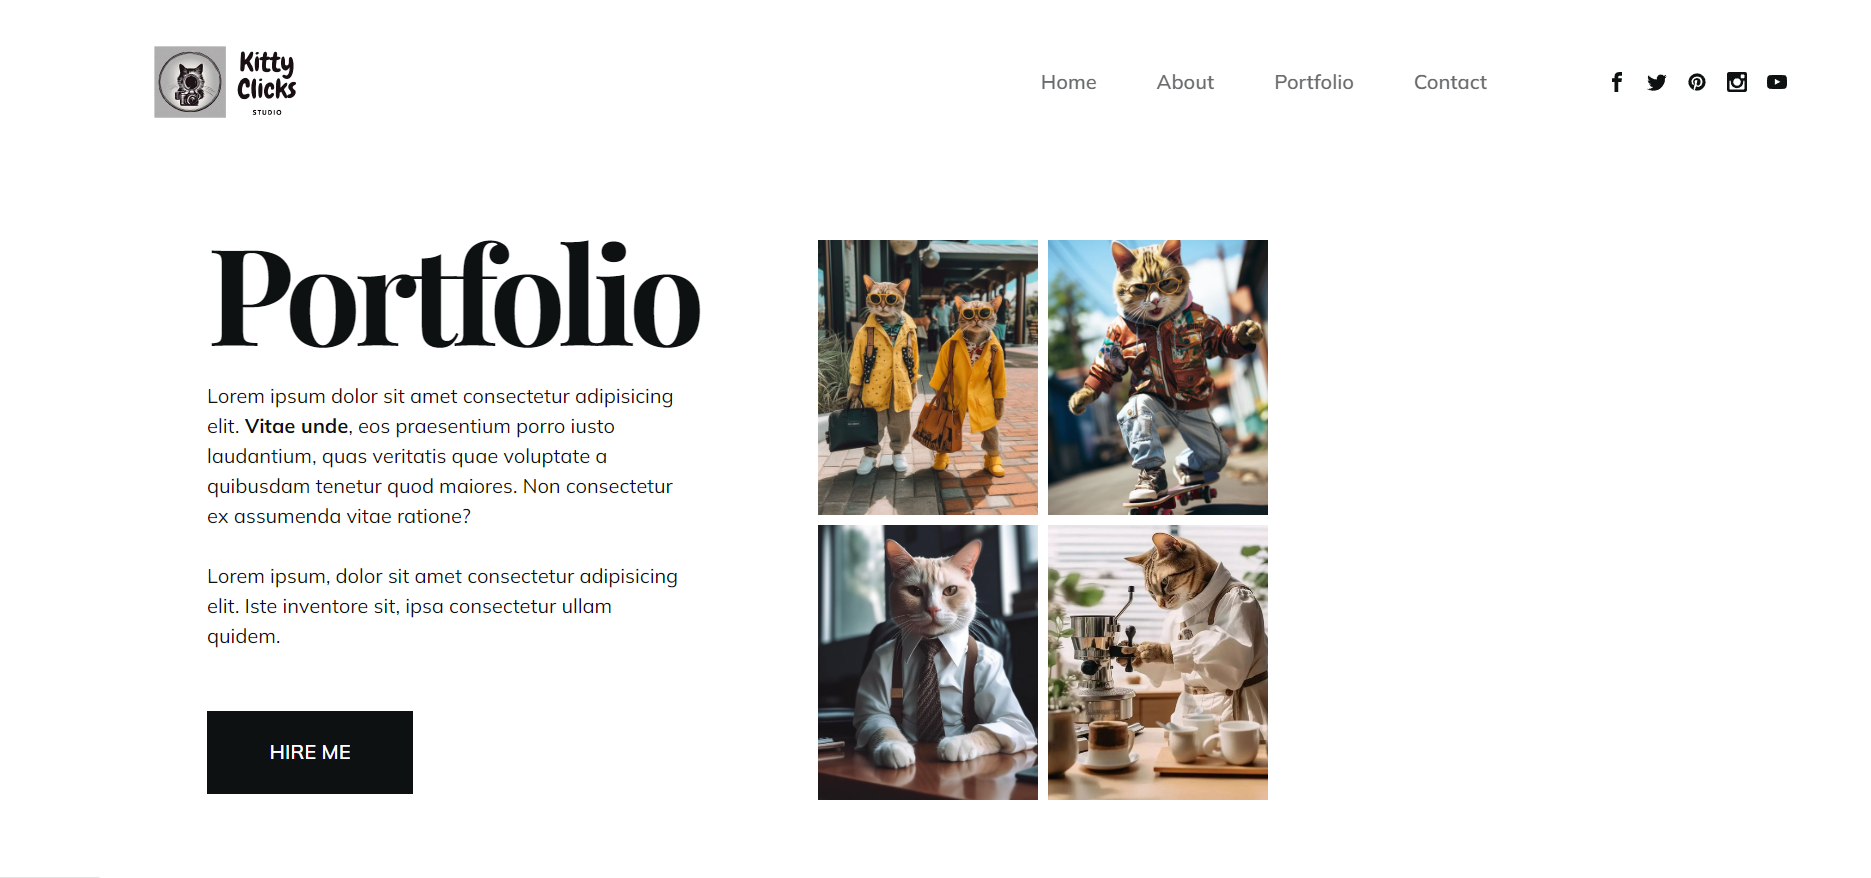 Kitty
Clicks
STUDIO
Home About Portfolio Contact
Portfolio
Lorem ipsum dolor sit amet consectetur adipisicing
elit. Vitae unde, eos praesentium porro iusto
laudantium, quas veritatis quae voluptate a
quibusdam tenetur quod maiores. Non consectetur
ex assumenda vitae ratione?
Lorem ipsum, dolor sit amet consectetur adipisicing
elit. Iste inventore sit, ipsa consectetur ullam
quidem.
HIRE ME